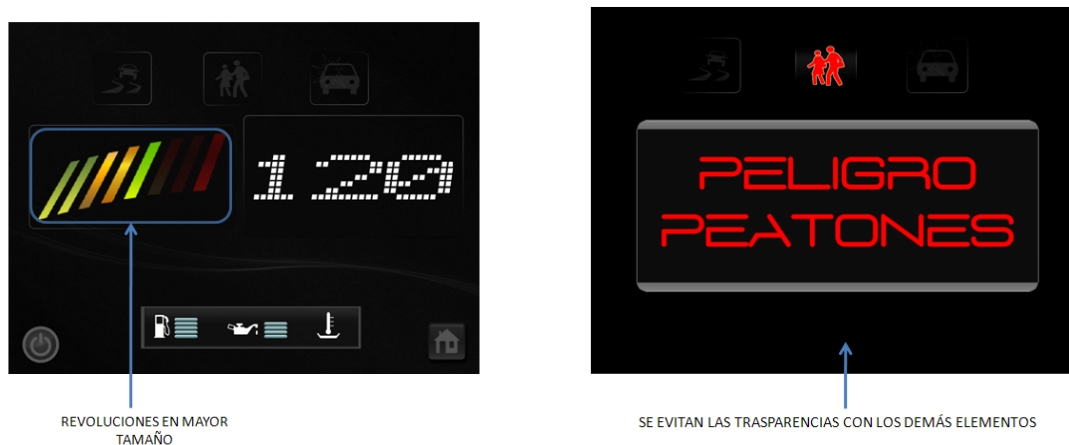 120
PELIGRO
PEATONES
REVOLUCIONES EN MAYOR
TAMAÑO
SE EVITAN LAS TRASPARENCIAS CON LOS DEMÁS ELEMENTOS